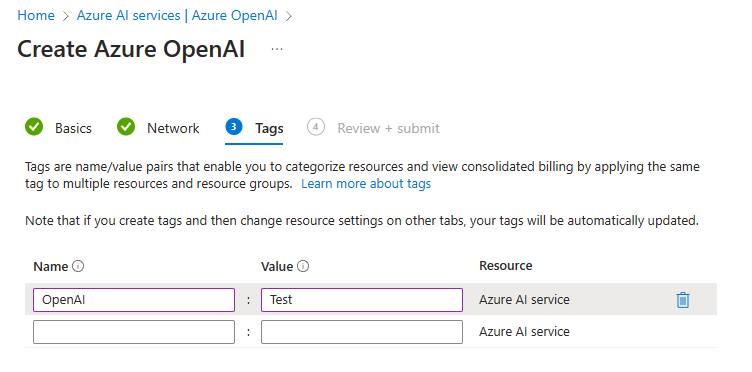 Home > Azure AI services | Azure OpenAI >
Create Azure OpenAI ...
Basics Network 3 Tags 4 Review + submit
Tags are name/value pairs that enable you to categorize resources and view consolidated billing by applying the same
tag to multiple resources and resource groups. Learn more about tags
Note that if you create tags and then change resource settings on other tabs, your tags will be automatically updated.
Name Value Resource
OpenAI : Test Azure AI service
: Azure AI service